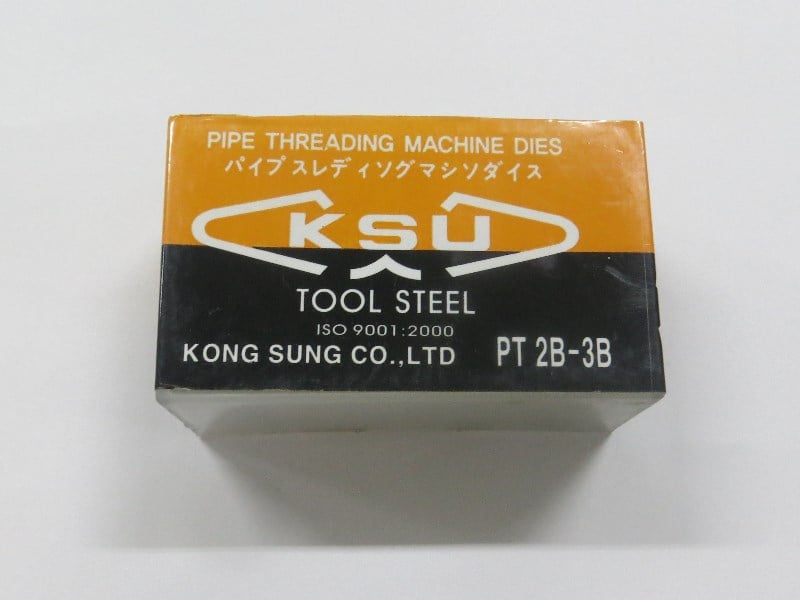 PIPE THREADING MACHINE DIES
パイプスレディソグマシソダイス
KSU
TOOL STEEL
ISO 9001:2000
KONG SUNG CO.,LTD PT 2B-3B